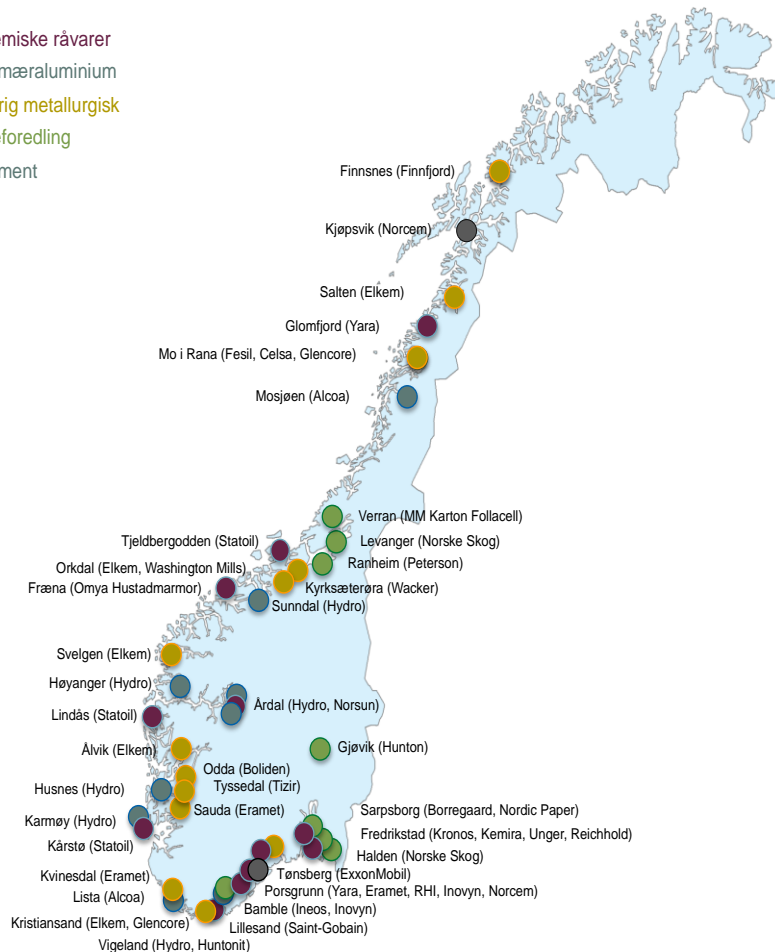 emiske råvarer
mæraluminium
rig metallurgisk
foredling
ment
Finnsnes (Finnfjord)
Kjøpsvik (Norcem)
Salten (Elkem)
Glomfjord (Yara)
Mo i Rana (Fesil, Celsa, Glencore)
Mosjøen (Alcoa)
Verran (MM Karton Follacell)
Tjeldbergodden (Statoil)
Levanger (Norske Skog)
Ranheim (Peterson)
Orkdal (Elkem, Washington Mills)
Fræna (Omya Hustadmarmor)
Kyrksæterøra (Wacker)
Sunndal (Hydro)
Svelgen (Elkem)
Høyanger (Hydro)
Årdal (Hydro, Norsun)
Lindås (Statoil)
Ålvik (Elkem)
Gjøvik (Hunton)
Odda (Boliden)
Tyssedal (Tizir)
Husnes (Hydro)
Sauda (Eramet)
Karmøy (Hydro)
Kårstø (Statoil)
Sarpsborg (Borregaard, Nordic Paper)
Fredrikstad (Kronos, Kemira, Unger, Reichhold)
Halden (Norske Skog)
Kvinesdal (Eramet)
Tønsberg (ExxonMobil)
Lista (Alcoa)
Porsgrunn (Yara, Eramet, RHI, Inovyn, Norcem)
Bamble (Ineos, Inovyn)
Kristiansand (Elkem, Glencore)
Lillesand (Saint-Gobain)
Vigeland (Hydro, Huntonit)